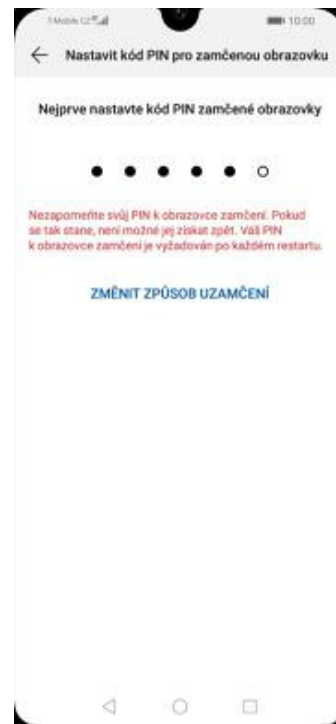 T-Mobile CZ 10:00
Nastavit kód PIN pro zamčenou obrazovku
Nejprve nastavte kód PIN zamčené obrazovky
Nezapomeňte svůj PIN k obrazovce zamčení. Pokud
se tak stane, není možné jej získat zpět. Váš PIN
k obrazovce zamčení je vyžadován po každém restartu.
ZMĚNIT ZPŮSOB UZAMČENÍ